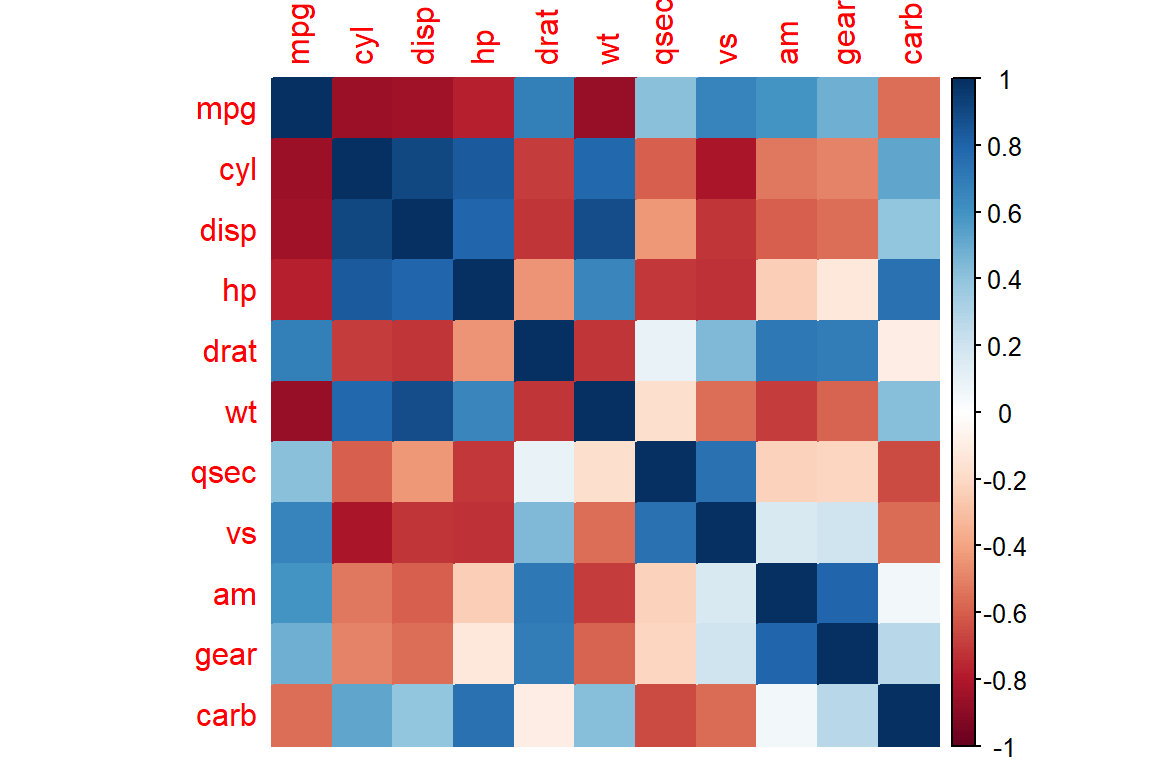 mpg cyl disp hp drat wt qsec vs am gear carb
mpg
cyl
disp
hp
drat
wt
qsec
vs
am
gear
carb
1
0.8
0.6
0.4
0.2
0
-0.2
-0.4
-0.6
-0.8
-1